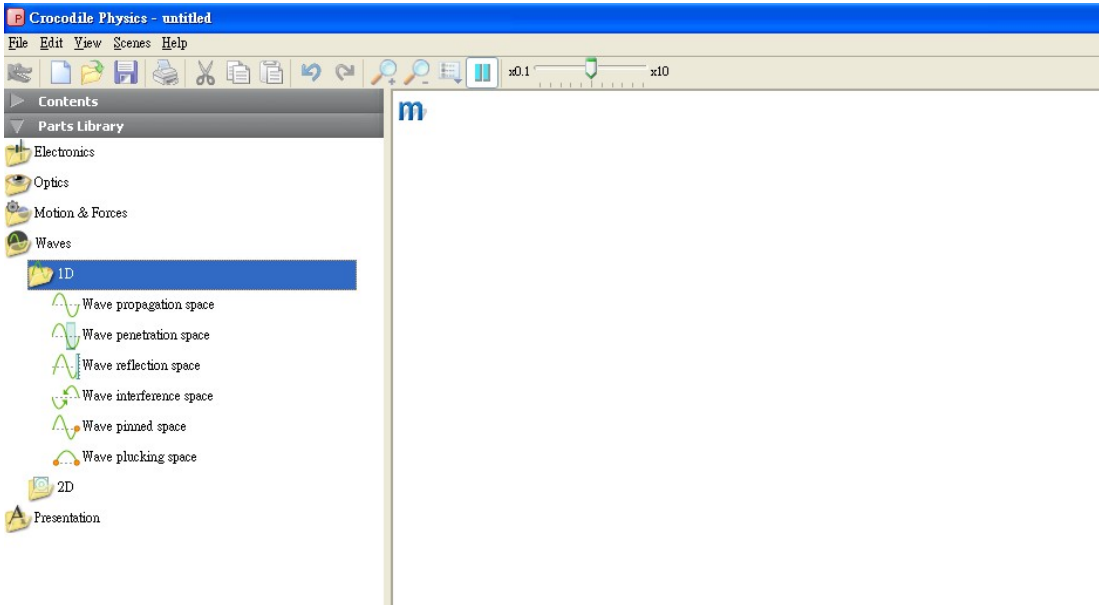 Crocodile Physics - untitled
File Edit View Scenes Help
x0.1 x10
Contents
Parts Library
m
Electronics
Optics
Motion & Forces
Waves
1D
Wave propagation space
Wave penetration space
Wave reflection space
Wave interference space
Wave pinned space
Wave plucking space
2D
Presentation